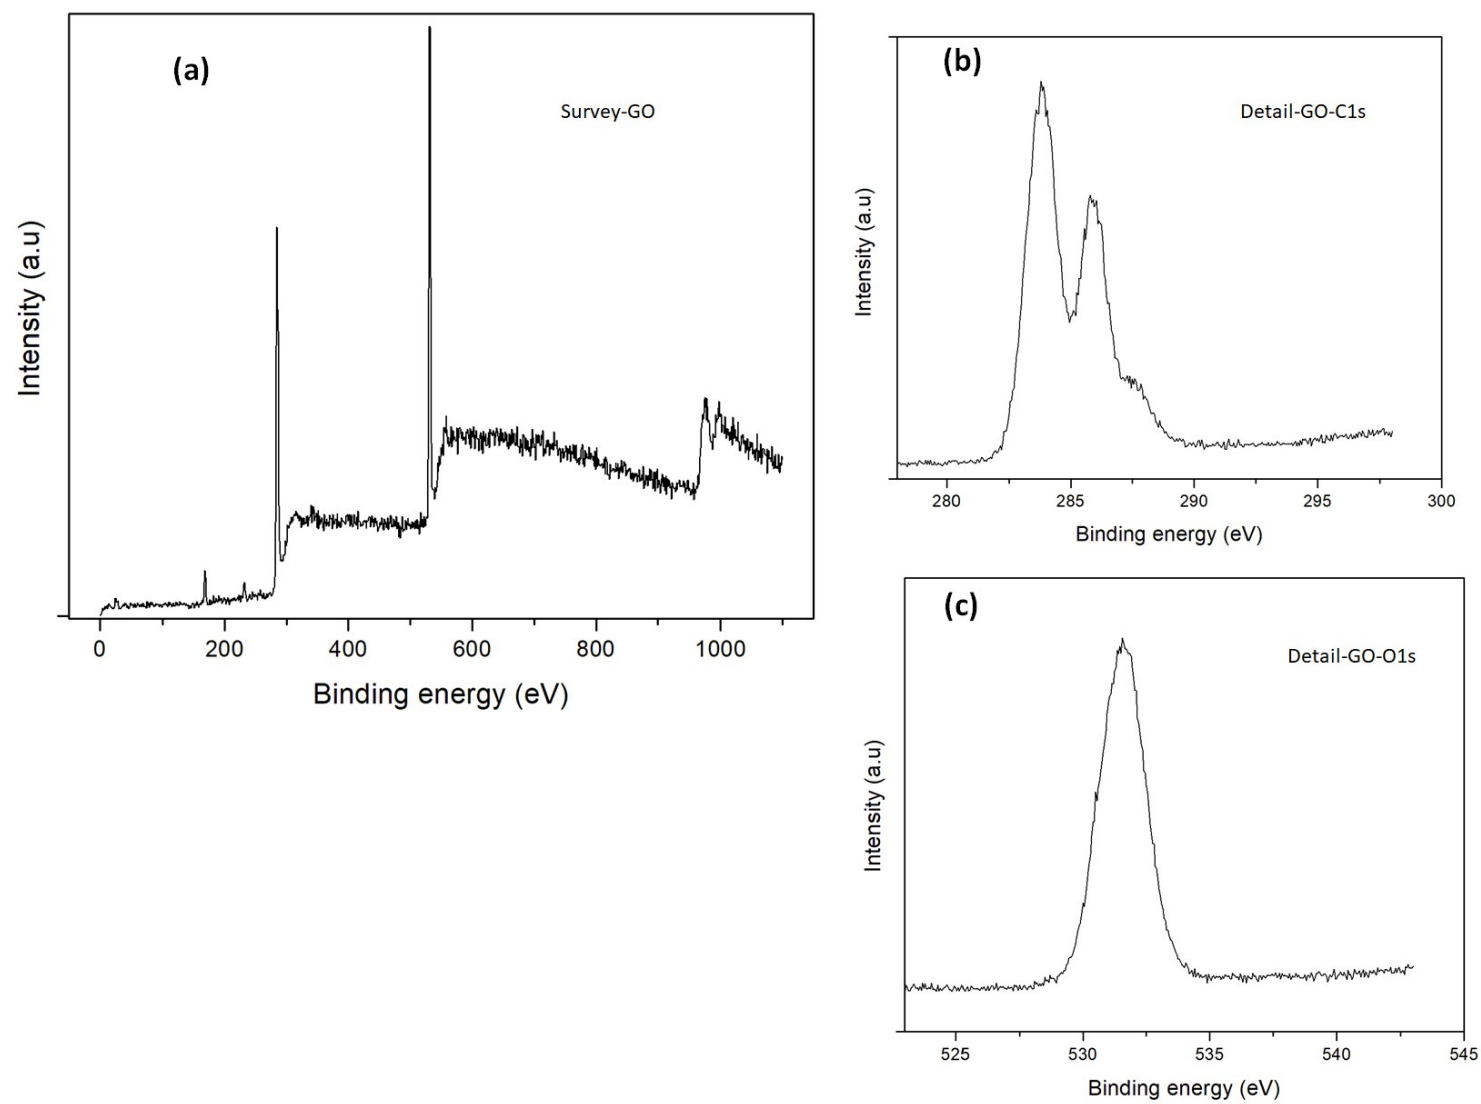 (a)
Survey-GO
Intensity (a.u)
0 200 400 600 800 1000
Binding energy (eV)
(b)
Detail-GO-C1s
Intensity (a.u)
280 285 290 295 300
Binding energy (eV)
(c)
Detail-GO-O1s
Intensity (a.u)
525 530 535 540 545
Binding energy (eV)